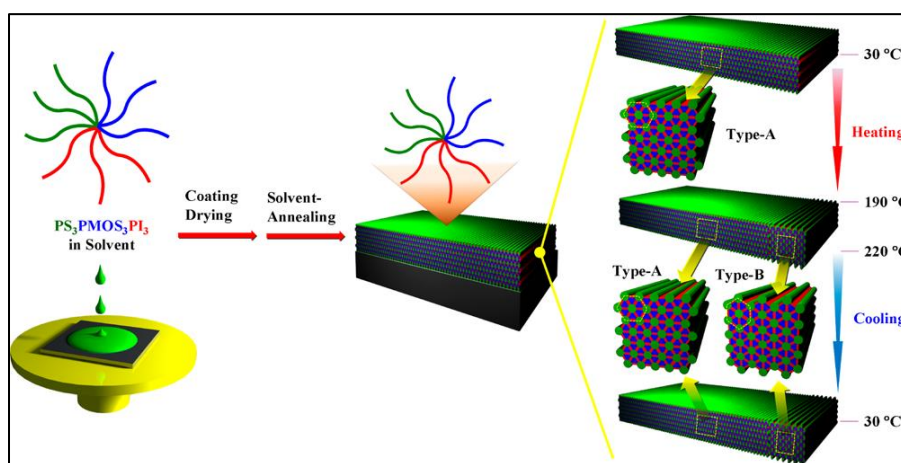 PS₃PMOS₃PI₃
in Solvent
Coating
Drying
Solvent-
Annealing
30 °C
Type-A
Heating
190 °C
220 °C
Type-A
Type-B
Cooling
30 °C